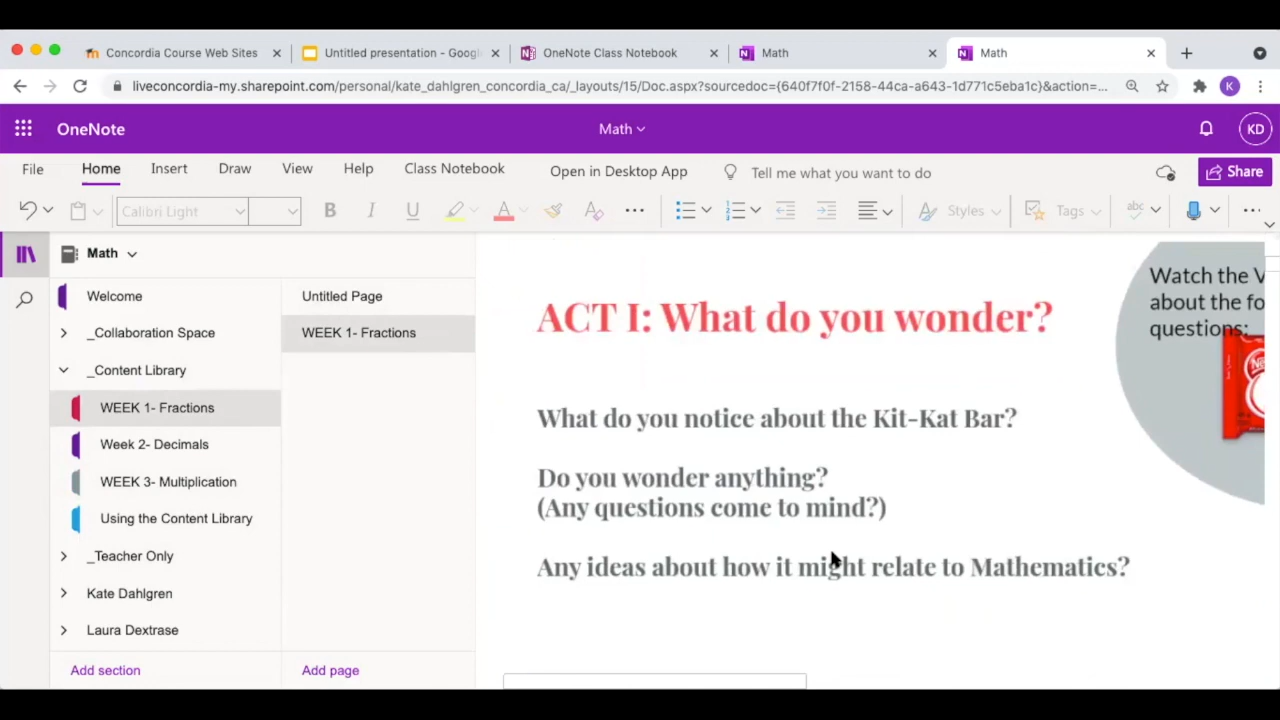 Concordia Course Web Sites
Untitled presentation - Google
OneNote Class Notebook
Math
Math
liveconcordia-my.sharepoint.com/personal/kate_dahlgren_concordia_ca/_layouts/15/Doc.aspx?sourcedoc={640f7f0f-2158-44ca-a643-1d771c5eba1c}&action=...
K
OneNote
Math
KD
File
Home
Insert
Draw
View
Help
Class Notebook
Open in Desktop App
Tell me what you want to do
Share
Calibri Light
B
I
U
A
A
Styles
Tags
abc
Math
Welcome
_Collaboration Space
_Content Library
WEEK 1- Fractions
Week 2- Decimals
WEEK 3- Multiplication
Using the Content Library
_Teacher Only
Kate Dahlgren
Laura Dextrase
Add section
Untitled Page
WEEK 1- Fractions
Add page
ACT I: What do you wonder?
What do you notice about the Kit-Kat Bar?
Do you wonder anything?
(Any questions come to mind?)
Any ideas about how it might relate to Mathematics?
Watch the V
about the fo
questions: